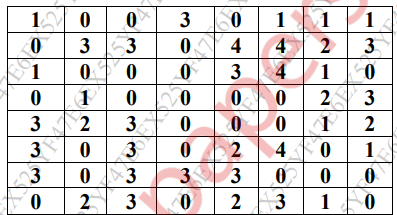 1 0 0 3 0 1 1 1
0 3 3 0 4 4 2 3
1 0 0 0 3 4 1 0
0 1 0 0 0 0 2 3
3 2 3 0 0 0 1 2
3 0 3 0 2 4 0 1
3 0 3 3 3 0 0 0
0 2 3 0 2 3 1 0
papers